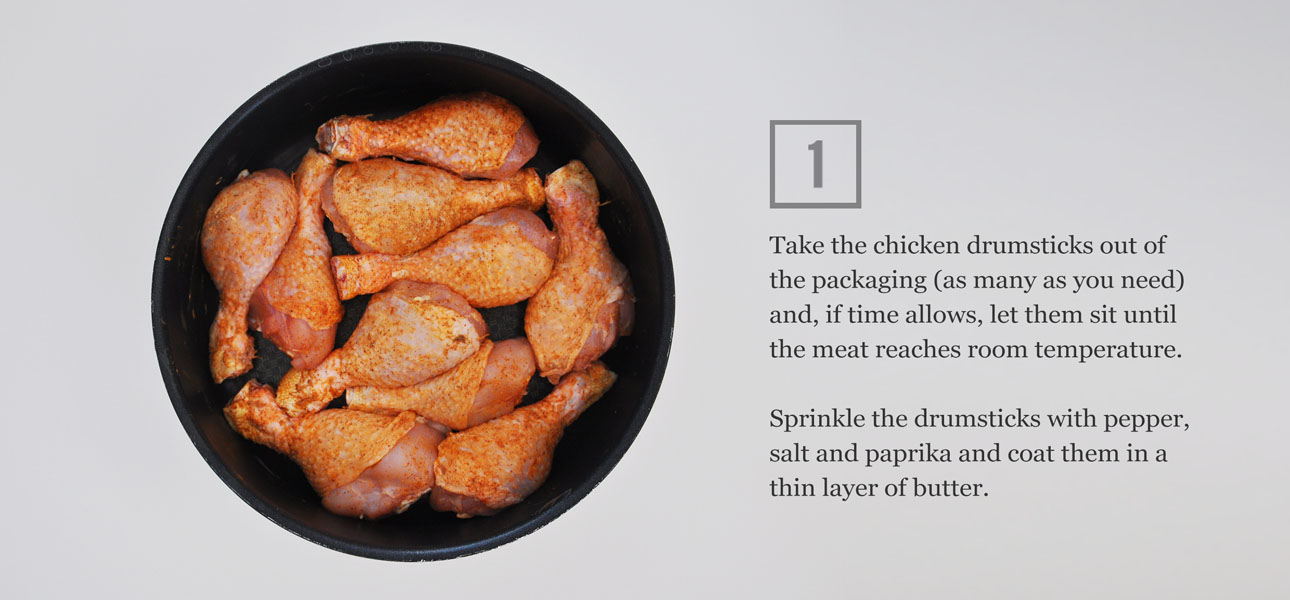 1
Take the chicken drumsticks out of
the packaging (as many as you need)
and, if time allows, let them sit until
the meat reaches room temperature.
Sprinkle the drumsticks with pepper,
salt and paprika and coat them in a
thin layer of butter.